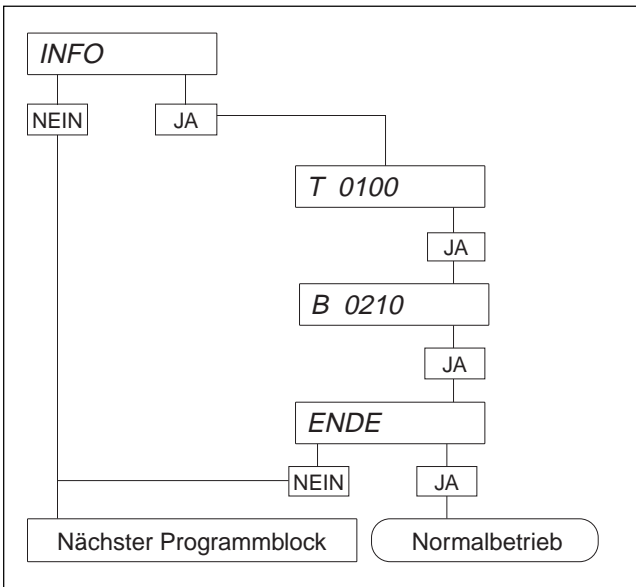 INFO
NEIN JA
T 0100
JA
B 0210
JA
ENDE
NEIN JA
Nächster Programmblock Normalbetrieb